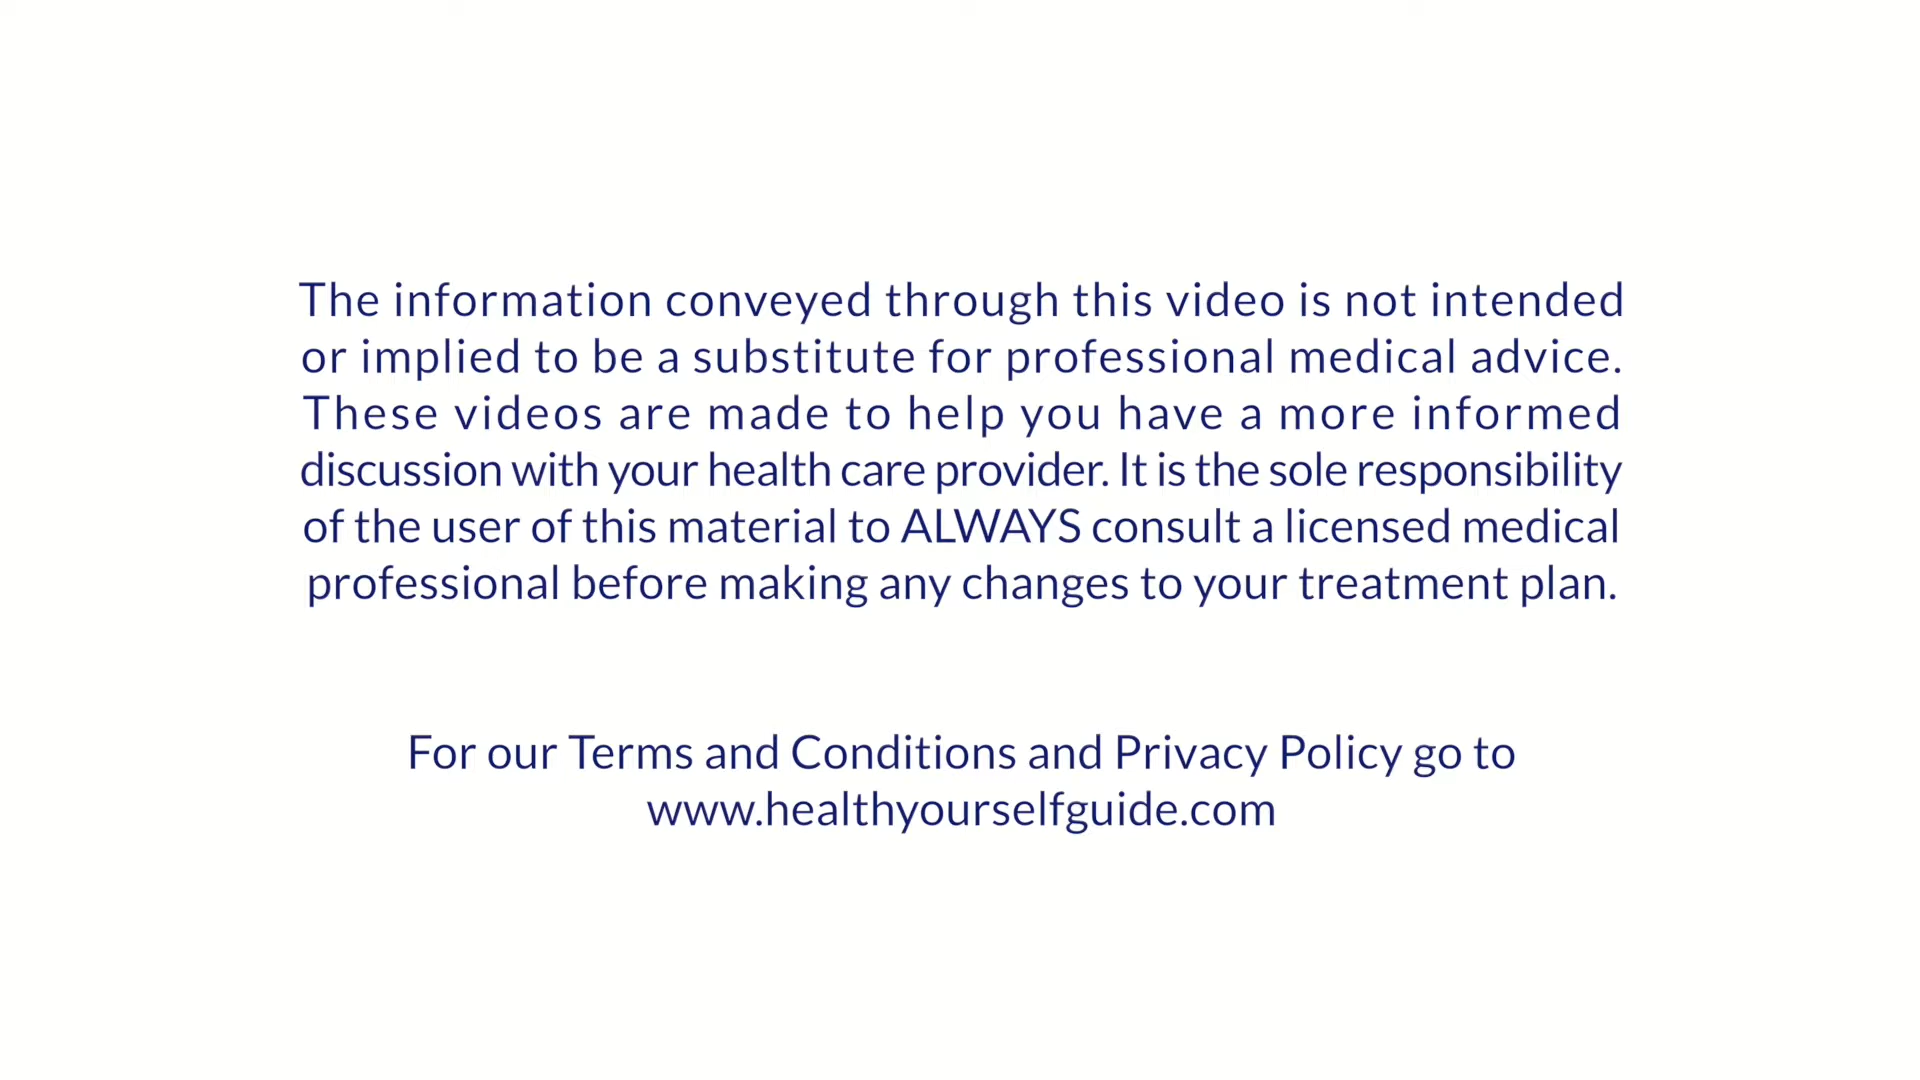 The information conveyed through this video is not intended
or implied to be a substitute for professional medical advice.
These videos are made to help you have a more informed
discussion with your health care provider. It is the sole responsibility
of the user of this material to ALWAYS consult a licensed medical
professional before making any changes to your treatment plan.
For our Terms and Conditions and Privacy Policy go to
www.healthyourselfguide.com